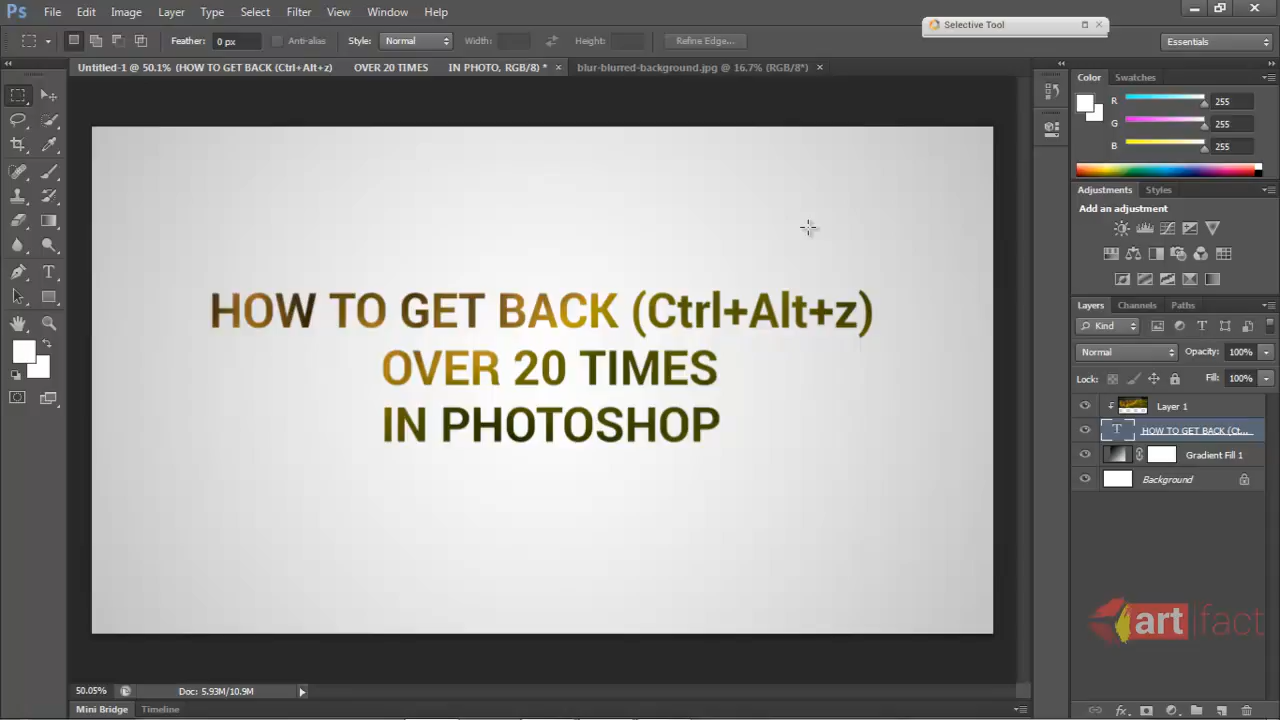 Ps File Edit Image Layer Type Select Filter View Window Help
Selective Tool
Feather: 0 px Anti-alias Style: Normal Width: Height: Refine Edge... Essentials
Untitled-1 @ 50.1% (HOW TO GET BACK (Ctrl+Alt+z) OVER 20 TIMES IN PHOTO, RGB/8) * blur-blurred-background.jpg @ 16.7% (RGB/8*)
Color Swatches
R 255
G 255
B 255
Adjustments Styles
Add an adjustment
HOW TO GET BACK (Ctrl+Alt+z)
OVER 20 TIMES
IN PHOTOSHOP
Layers Channels Paths
Kind
Normal Opacity: 100%
Lock: Fill: 100%
Layer 1
T HOW TO GET BACK (Ct...
Gradient Fill 1
Background
art|fact
50.05% Doc: 5.93M/10.9M
Mini Bridge Timeline